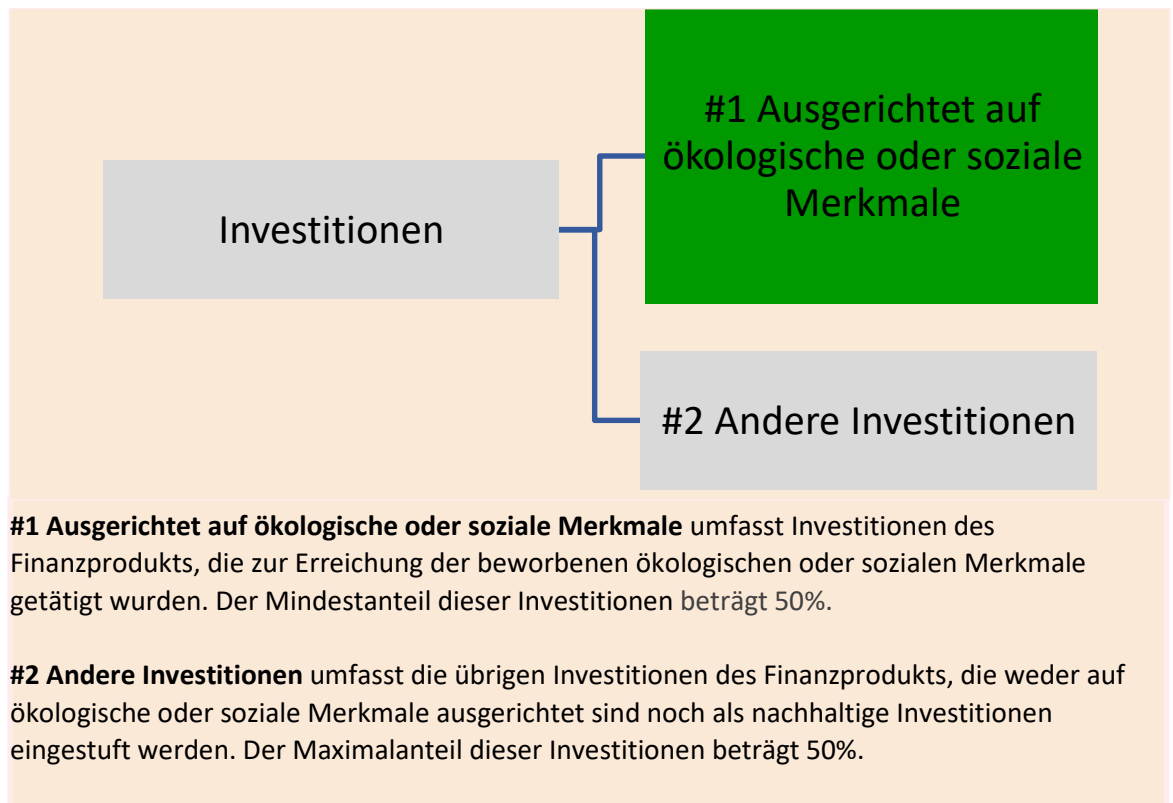 #1 Ausgerichtet auf
ökologische oder soziale
Merkmale
Investitionen
#2 Andere Investitionen
#1 Ausgerichtet auf ökologische oder soziale Merkmale umfasst Investitionen des
Finanzprodukts, die zur Erreichung der beworbenen ökologischen oder sozialen Merkmale
getätigt wurden. Der Mindestanteil dieser Investitionen beträgt 50%.
#2 Andere Investitionen umfasst die übrigen Investitionen des Finanzprodukts, die weder auf
ökologische oder soziale Merkmale ausgerichtet sind noch als nachhaltige Investitionen
eingestuft werden. Der Maximalanteil dieser Investitionen beträgt 50%.